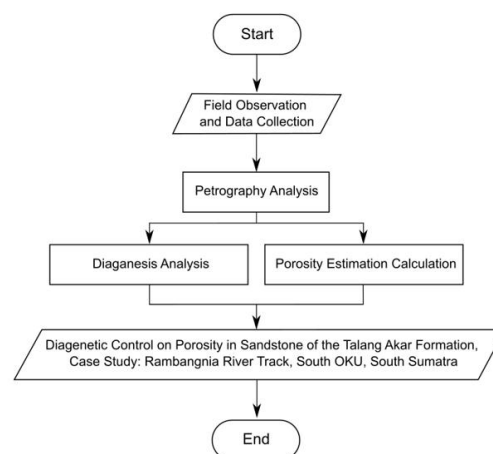 Start
Field Observation
and Data Collection
Petrography Analysis
Diaganesis Analysis
Porosity Estimation Calculation
Diagenetic Control on Porosity in Sandstone of the Talang Akar Formation,
Case Study: Rambangnia River Track, South OKU, South Sumatra
End